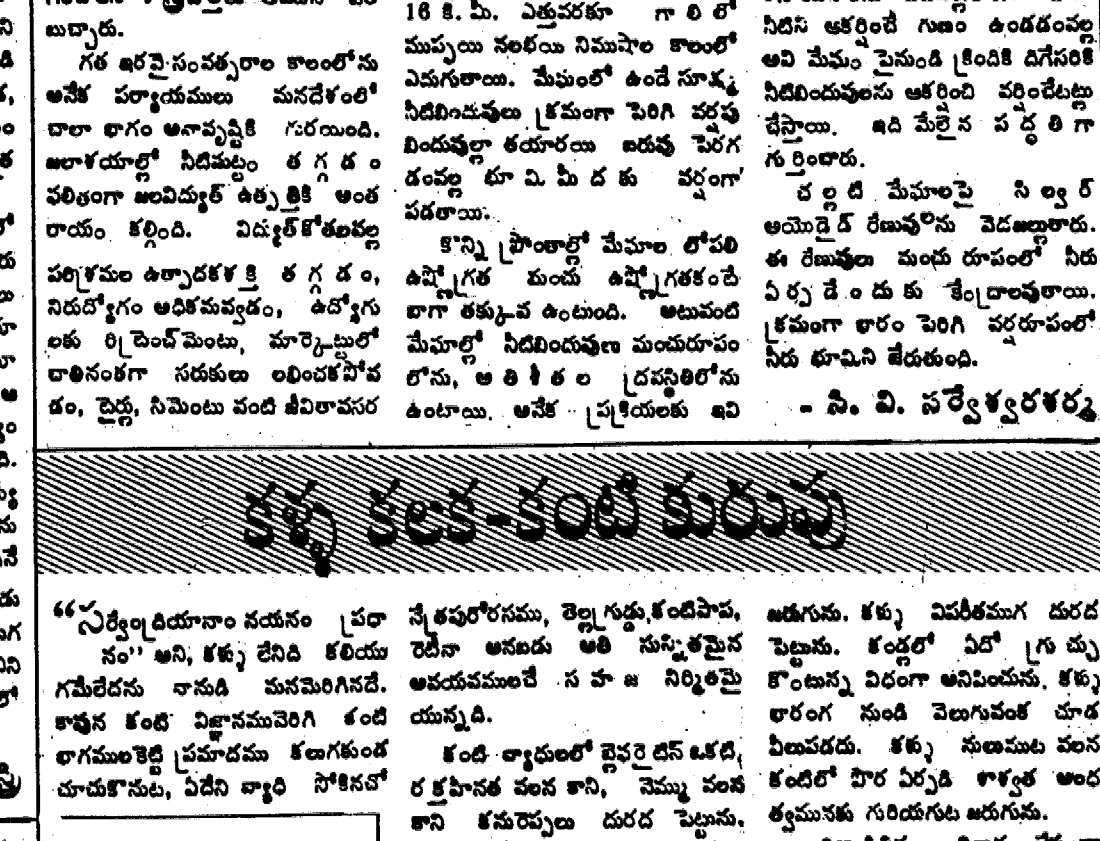 బుచ్చారు.
గత ఇరవై సంవత్సరాల కాలంలోను
అనేక పర్యాయములు మనదేశంలో
చాలా భాగం అనావృష్టికి గురయింది.
జలాశయాల్లో నీటిమట్టం తగ్గడం
ఫలితంగా జలవిద్యుత్ ఉత్పత్తికి అంత
రాయం కల్గింది. విద్యుత్‌కోతలవల్ల
పరిశ్రమల ఉత్పాదకశక్తి తగ్గడం,
నిరుద్యోగం అధికమవ్వడం, ఉద్యోగు
లకు రిట్రెంచ్‌మెంటు, మార్కెట్టులో
చాలినంతగా సరుకులు లభించకపోవ
డం, దైర్లు, సిమెంటు వంటి జీవితావసర
16 కి. మీ. ఎత్తువరకూ గాలిలో
ముప్పయి నలభయి నిముషాల కాలంలో
ఎదుగుతాయి. మేఘంలో ఉండే సూక్ష్మ
నీటిబిందువులు క్రమంగా పెరిగి వర్షపు
బిందువుల్లా తయారయి బరువు పెరగ
డంవల్ల భూమిమీదకు వర్షంగా
పడతాయి.
కొన్ని ప్రాంతాల్లో మేఘాల లోపలి
ఉష్ణోగ్రత మంచు ఉష్ణోగ్రతకంటే
బాగా తక్కువ ఉంటుంది. అటువంటి
మేఘాల్లో నీటిబిందువులు మంచురూపం
లోను, అతిశీతల ద్రవస్థితిలోను
ఉంటాయి. అనేక ప్రక్రియలకు ఇవి
నీటిని ఆకర్షించే గుణం ఉండడంవల్ల
అవి మేఘం పైనుండి క్రిందికి దిగేసరికి
నీటిబిందువులను ఆకర్షించి వర్షించేటట్లు
చేస్తాయి. ఇది మేలైన పద్ధతిగా
గుర్తించారు.
చల్లటి మేఘాలపై సిల్వర్
అయొడైడ్ రేణువులను వెదజల్లుతారు.
ఈ రేణువులు మంచు రూపంలో నీరు
ఏర్పడేందుకు కేంద్రాలవుతాయి.
క్రమంగా భారం పెరిగి వర్షరూపంలో
నీరు భూమిని జేరుతుంది.
- సి. వి. సర్వేశ్వరశర్మ
కళ్ళ కలక-కంటి కురుపు
“సర్వేంద్రియానాం నయనం ప్రధా
నం” అని, కళ్ళు లేనిది కలియు
గమేలేదను నానుడి మనమెరిగినదే.
కావున కంటి విజ్ఞానమునెరిగి కంటి
భాగములకెట్టి ప్రమాదము కలుగకుండ
చూచుకొనుట, ఏదేని వ్యాధి సోకినచో
నేత్రపురోరసము, తెల్లగ్రుడ్డు,కంటిపాప,
రెటీనా అనబడు అతి సున్నితమైన
అవయవములచే సహజ నిర్మితమై
యున్నది.
కంటి వ్యాధులలో బ్లెఫరైటిస్ ఒకటి,
రక్తహీనత వలన కాని, నెమ్ము వలన
కాని కనురెప్పలు దురద పెట్టును.
జరుగును. కళ్ళు విపరీతముగ దురద
పెట్టును. కండ్లలో ఏదో గ్రుచ్చు
కొంటున్న విధంగా అనిపించును. కళ్ళు
భారంగ నుండి వెలుగువంక చూడ
వీలుపడదు. కళ్ళు నులుముట వలన
కంటిలో పొర ఏర్పడి శాశ్వత అంధ
త్వమునకు గురియగుట జరుగును.